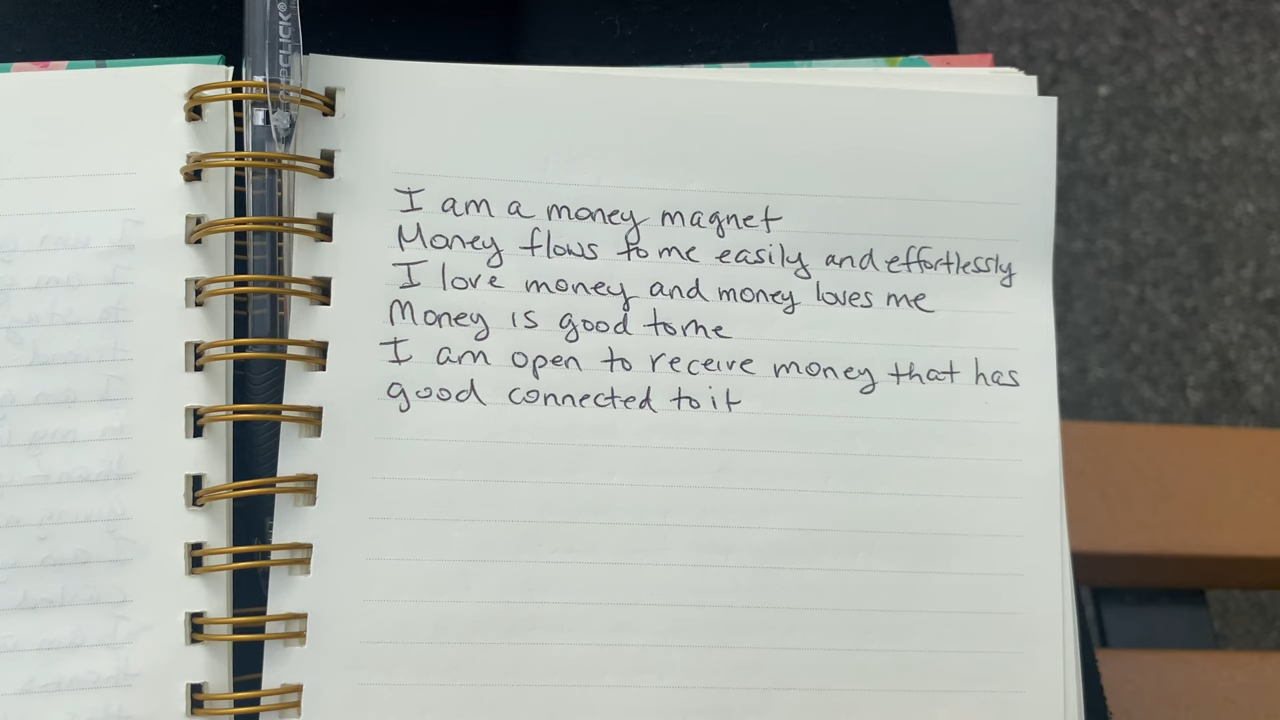 CLICK®
I am a money magnet
Money flows to me easily and effortlessly
I love money and money loves me
Money is good to me
I am open to receive money that has
good connected to it